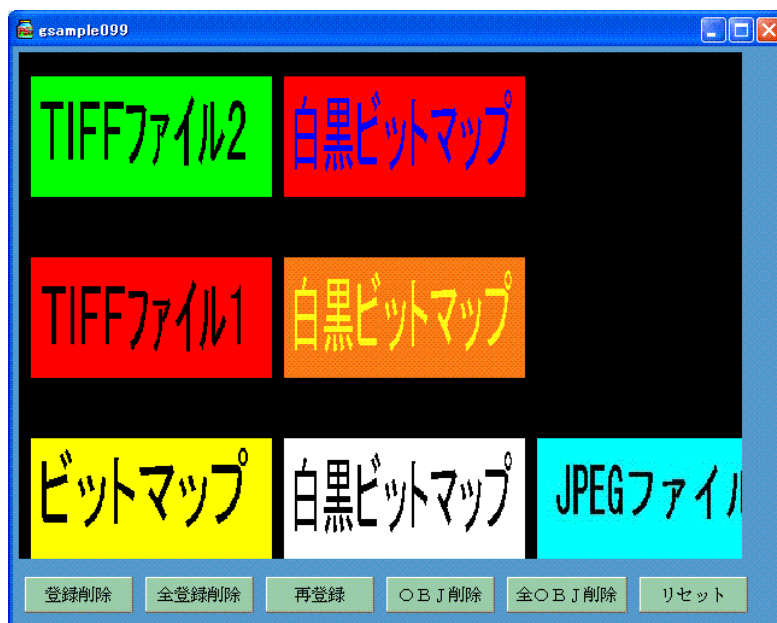 gsample099
TIFFファイル2 白黒ビットマップ
TIFFファイル1 白黒ビットマップ
ビットマップ 白黒ビットマップ JPEGファイル
登録削除 全登録削除 再登録 ＯＢＪ削除 全ＯＢＪ削除 リセット